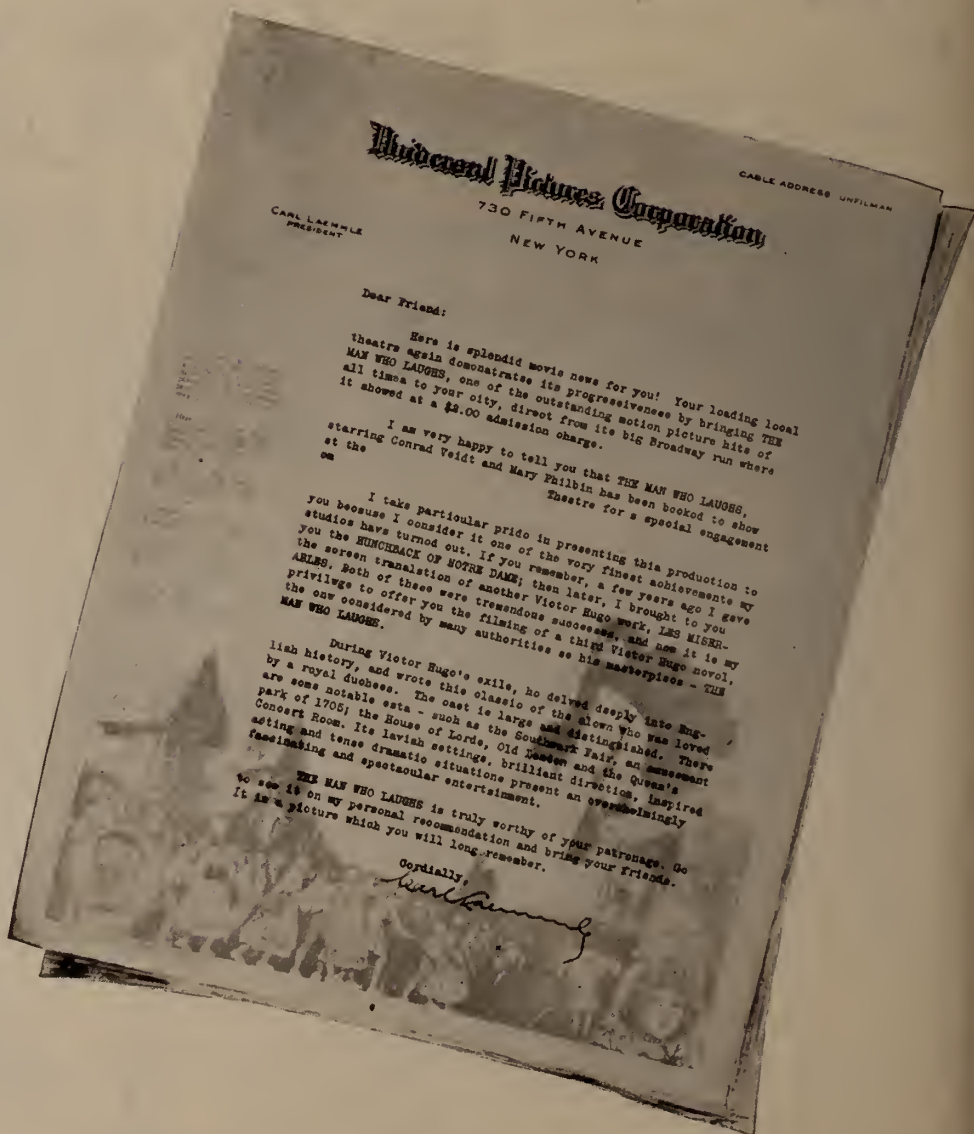 Universal Pictures Corporation
730 FIFTH AVENUE
NEW YORK
CABLE ADDRESS UNFILMAN
CARL LAEMMLE
PRESIDENT
Dear Friend:
Here is splendid movie news for you! Your leading local
theatre again demonstrates its progressiveness by bringing THE
MAN WHO LAUGHS, one of the outstanding motion picture hits of
all times to your city, direct from its big Broadway run where
it showed at a $2.00 admission charge.
I am very happy to tell you that THE MAN WHO LAUGHS,
starring Conrad Veidt and Mary Philbin has been booked to show
at the Theatre for a special engagement
on
I take particular pride in presenting this production to
you because I consider it one of the very finest achievements my
studios have turned out. If you remember, a few years ago I gave
you the HUNCHBACK OF NOTRE DAME; then later, I brought to you
the screen translation of another Victor Hugo work, LES MISER-
ABLES. Both of these were tremendous successes, and now it is my
privilege to offer you the filming of a third Victor Hugo novel,
the one considered by many authorities as his masterpiece - THE
MAN WHO LAUGHS.
During Victor Hugo's exile, he delved deeply into Eng-
lish history, and wrote this classic of the clown who was loved
by a royal duchess. The cast is large and distinguished. There
are some notable sets - such as the Southwark Fair, an amusement
park of 1705; the House of Lords, Old London and the Queen's
Concert Room. Its lavish settings, brilliant direction, inspired
acting and tense dramatic situations present an overwhelmingly
fascinating and spectacular entertainment.
THE MAN WHO LAUGHS is truly worthy of your patronage. Go
to see it on my personal recommendation and bring your friends.
It is a picture which you will long remember.
Cordially,
Carl Laemmle